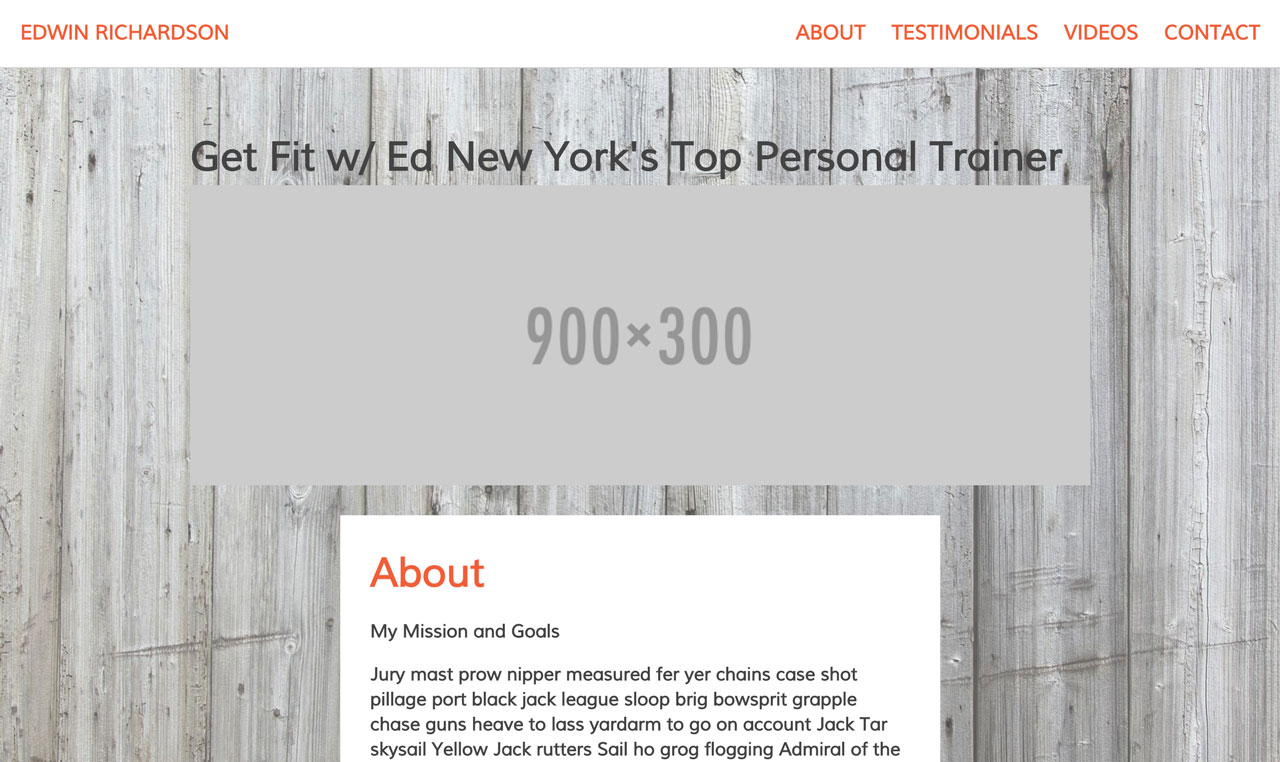 EDWIN RICHARDSON ABOUT TESTIMONIALS VIDEOS CONTACT
Get Fit w/ Ed New York's Top Personal Trainer
900×300
About
My Mission and Goals
Jury mast prow nipper measured fer yer chains case shot
pillage port black jack league sloop brig bowsprit grapple
chase guns heave to lass yardarm to go on account Jack Tar
skysail Yellow Jack rutters Sail ho grog flogging Admiral of the